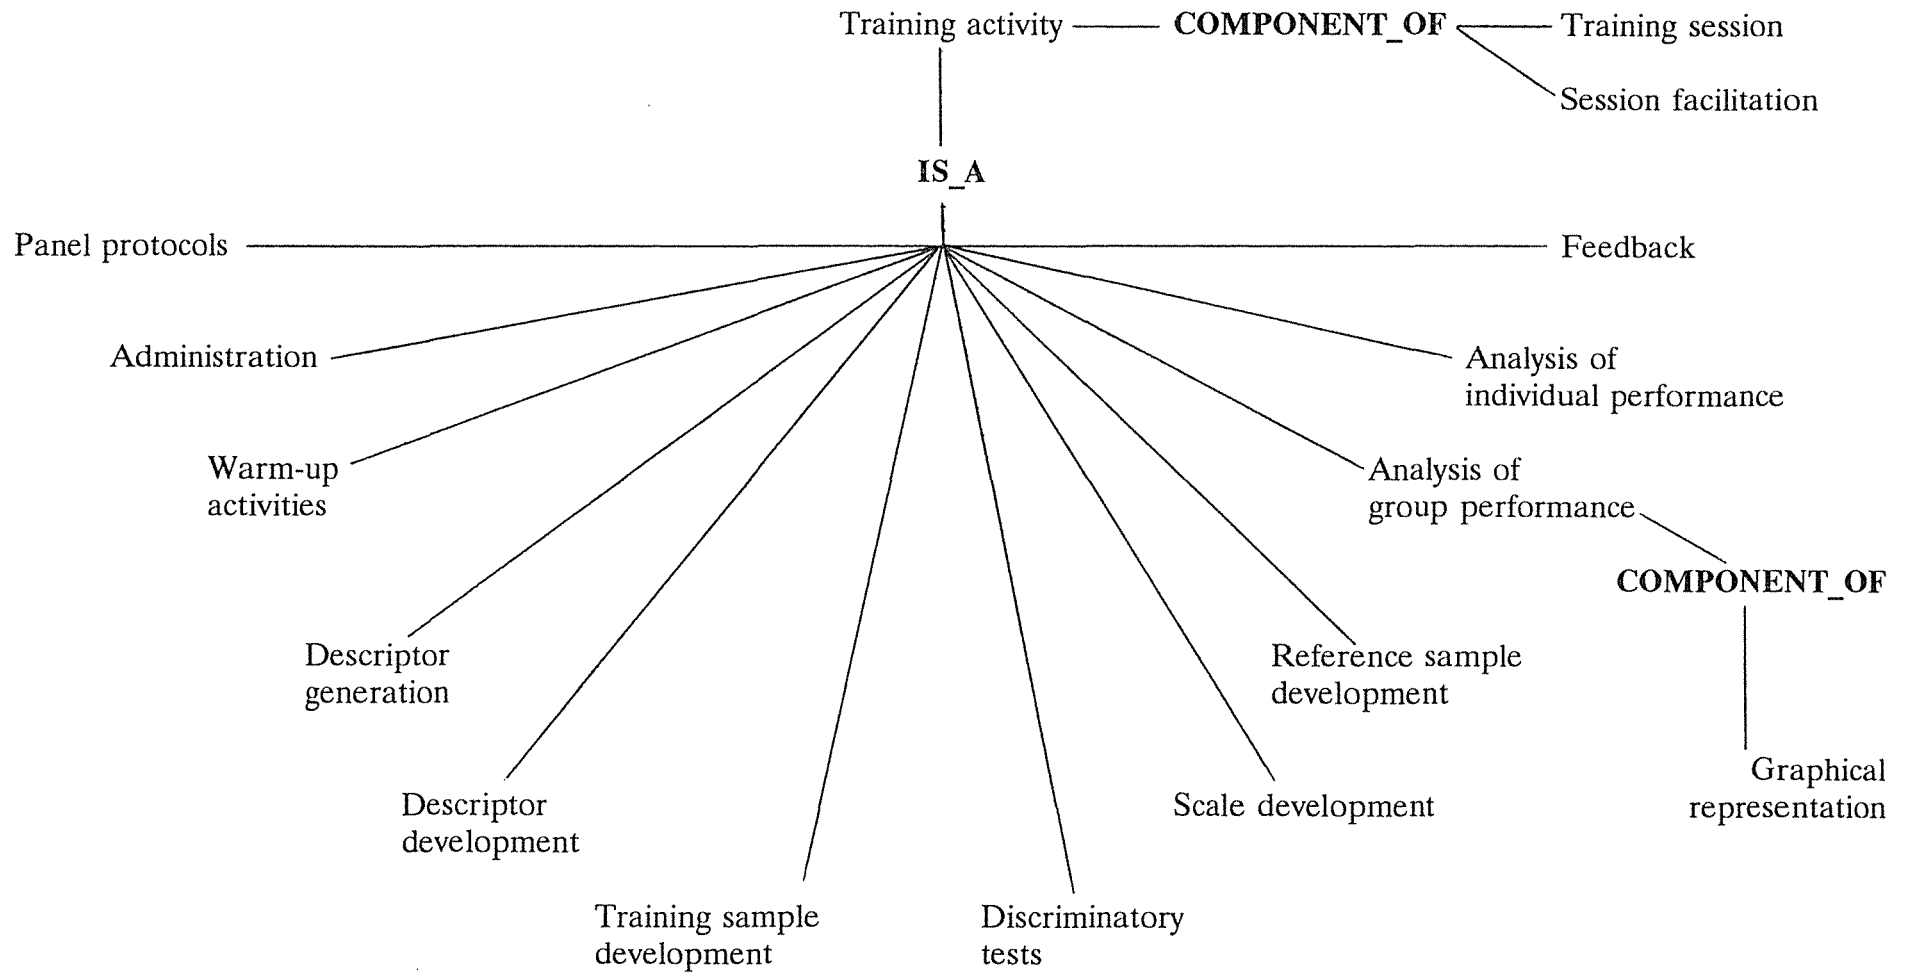 Training activity COMPONENT_OF Training session
Session facilitation
IS_A
Panel protocols
Feedback
Administration
Analysis of
individual performance
Warm-up
activities
Analysis of
group performance
COMPONENT_OF
Descriptor
generation
Reference sample
development
Graphical
representation
Descriptor
development
Scale development
Training sample
development
Discriminatory
tests